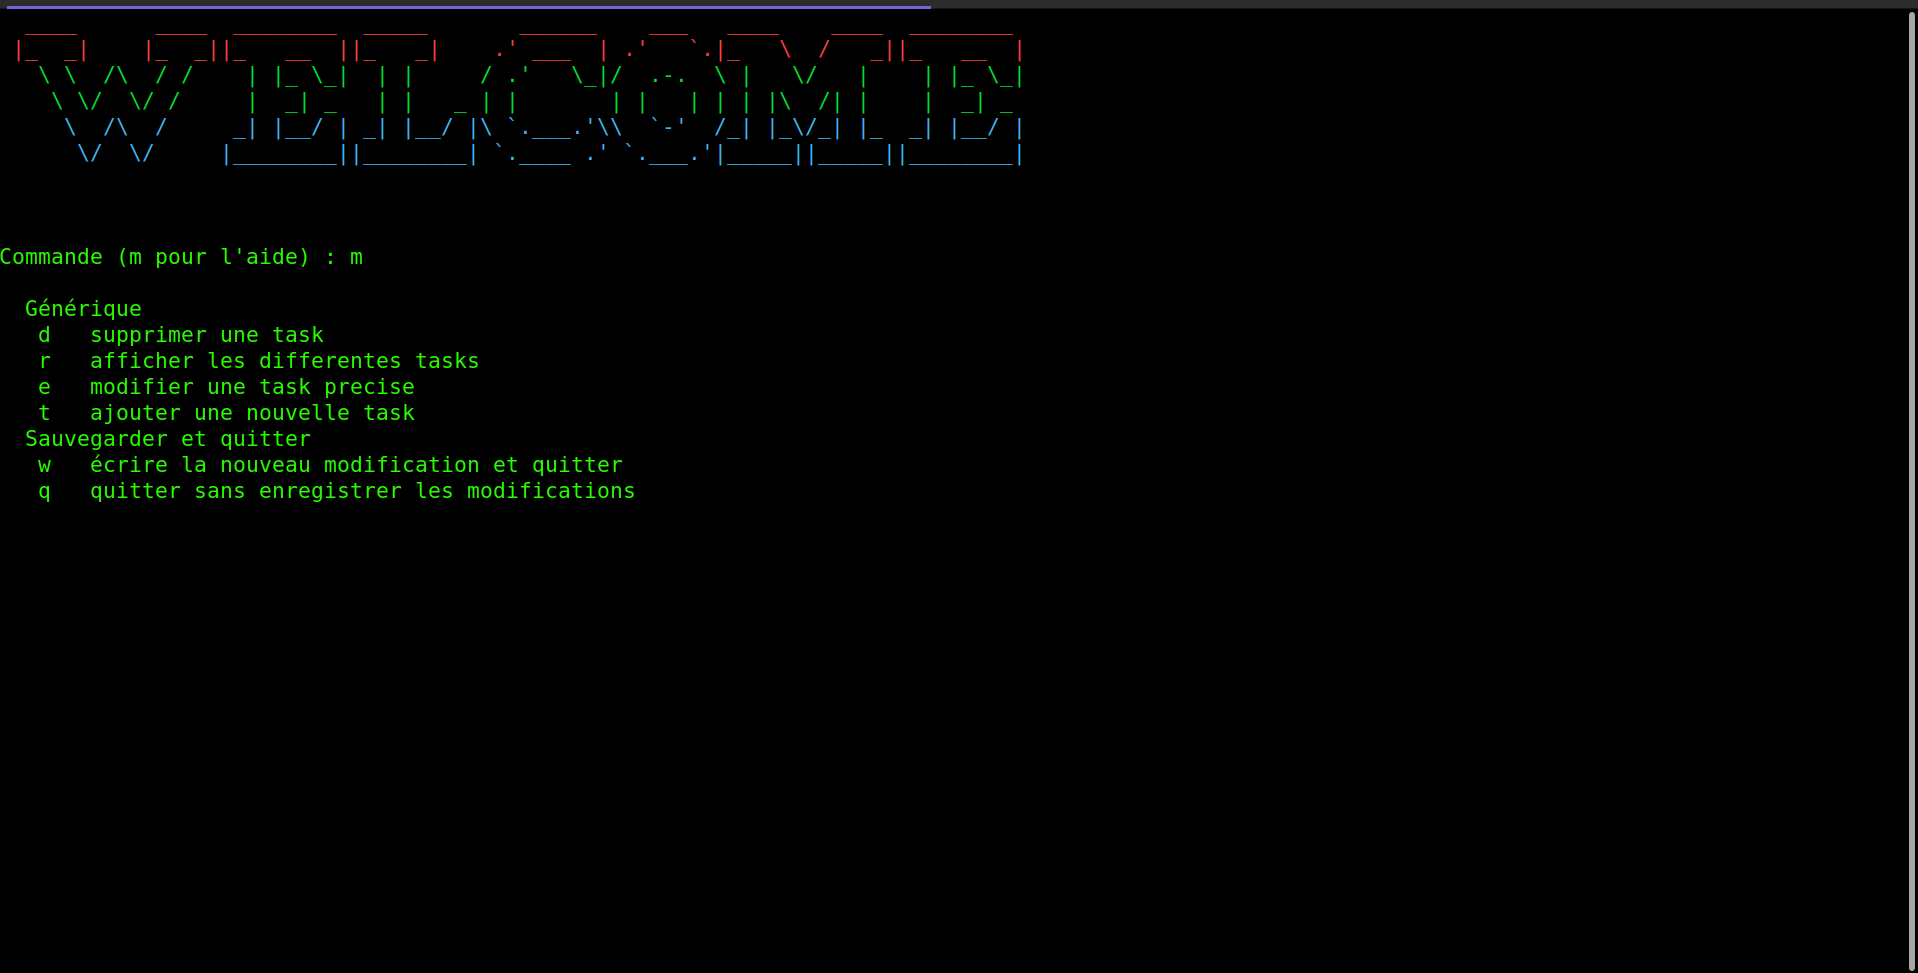 WELCOME
Commande (m pour l'aide) : m
Générique
d   supprimer une task
r   afficher les differentes tasks
e   modifier une task precise
t   ajouter une nouvelle task
Sauvegarder et quitter
w   écrire la nouveau modification et quitter
q   quitter sans enregistrer les modifications